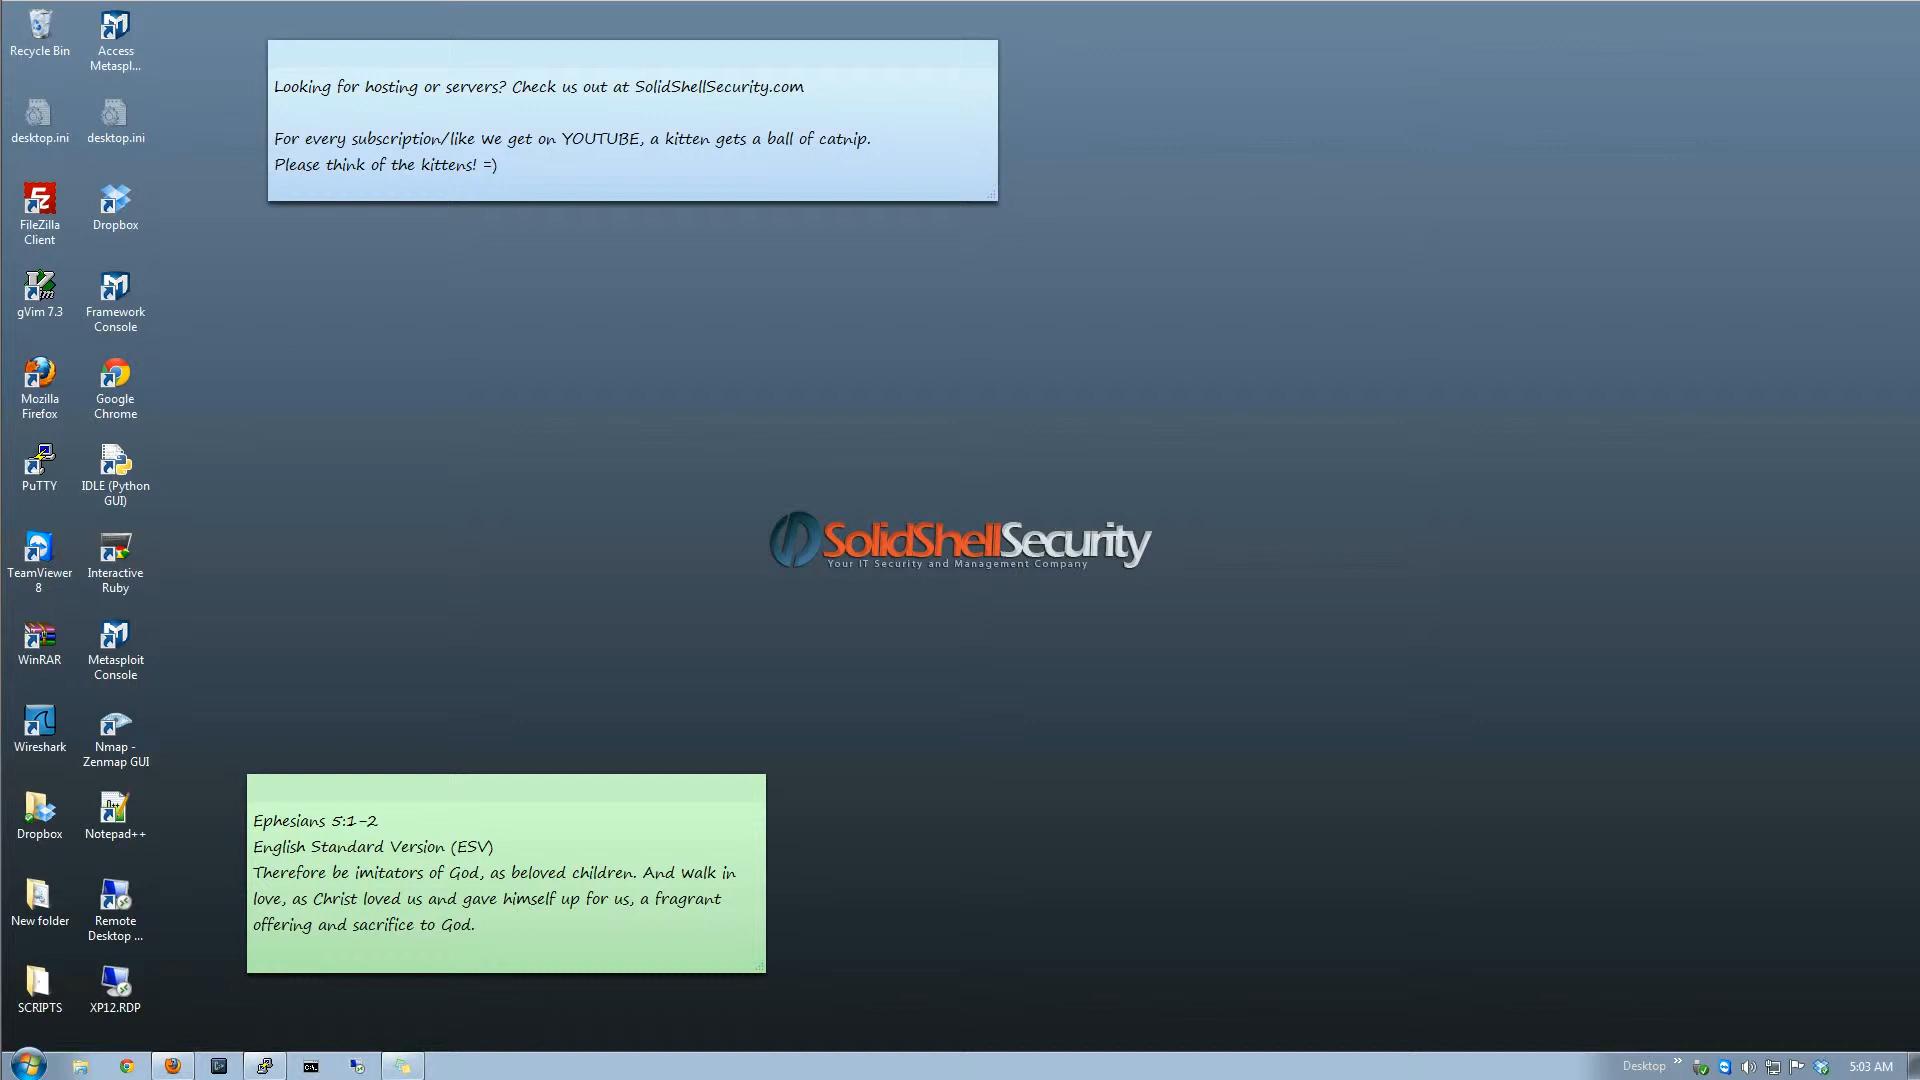 Recycle Bin
Access
Metaspl...
desktop.ini
desktop.ini
FileZilla
Client
Dropbox
gVim 7.3
Framework
Console
Mozilla
Firefox
Google
Chrome
PuTTY
IDLE (Python
GUI)
TeamViewer
8
Interactive
Ruby
WinRAR
Metasploit
Console
Wireshark
Nmap -
Zenmap GUI
Dropbox
Notepad++
New folder
Remote
Desktop ...
SCRIPTS
XP12.RDP
Looking for hosting or servers? Check us out at SolidShellSecurity.com
For every subscription/like we get on YOUTUBE, a kitten gets a ball of catnip.
Please think of the kittens! =)
SolidShellSecurity
Your IT Security and Management Company
Ephesians 5:1-2
English Standard Version (ESV)
Therefore be imitators of God, as beloved children. And walk in
love, as Christ loved us and gave himself up for us, a fragrant
offering and sacrifice to God.
Desktop
5:03 AM